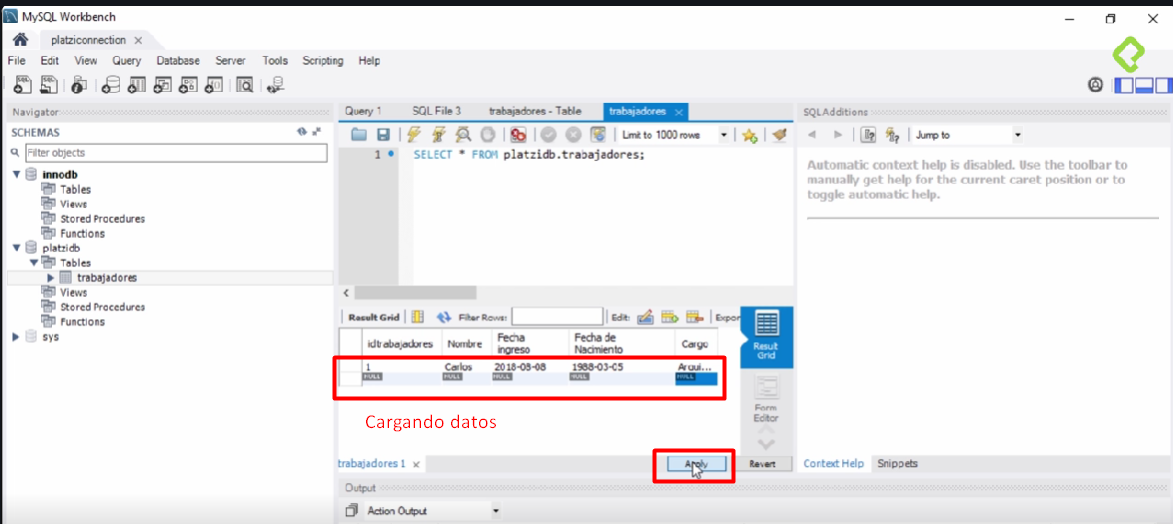 MySQL Workbench
platziconnection
File Edit View Query Database Server Tools Scripting Help
Navigator
SCHEMAS
Filter objects
innodb
Tables
Views
Stored Procedures
Functions
platzidb
Tables
trabajadores
Views
Stored Procedures
Functions
sys
Query 1 SQL File 3 trabajadores - Table trabajadores
Limit to 1000 rows
1 SELECT * FROM platzidb.trabajadores;
Result Grid Filter Rows: Edit: Expor
idtrabajadores Nombre Fecha ingreso Fecha de Nacimiento Cargo
1 Carlos 2018-08-08 1988-03-05 Arqui...
NULL NULL NULL NULL NULL
Cargando datos
Result Grid
Form Editor
trabajadores 1 Apply Revert
Output
Action Output
SQLAdditions
Jump to
Automatic context help is disabled. Use the toolbar to
manually get help for the current caret position or to
toggle automatic help.
Context Help Snippets